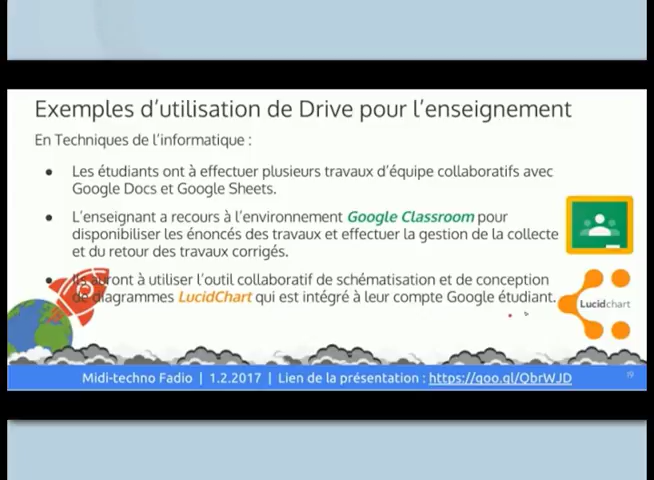 Exemples d'utilisation de Drive pour l'enseignement
En Techniques de l'informatique :
● Les étudiants ont à effectuer plusieurs travaux d'équipe collaboratifs avec
Google Docs et Google Sheets.
● L'enseignant a recours à l'environnement Google Classroom pour
disponibiliser les énoncés des travaux et effectuer la gestion de la collecte
et du retour des travaux corrigés.
● Ils auront à utiliser l'outil collaboratif de schématisation et de conception
de diagrammes LucidChart qui est intégré à leur compte Google étudiant.
Lucidchart
Midi-techno Fadio | 1.2.2017 | Lien de la présentation : https://goo.gl/QbrWJD